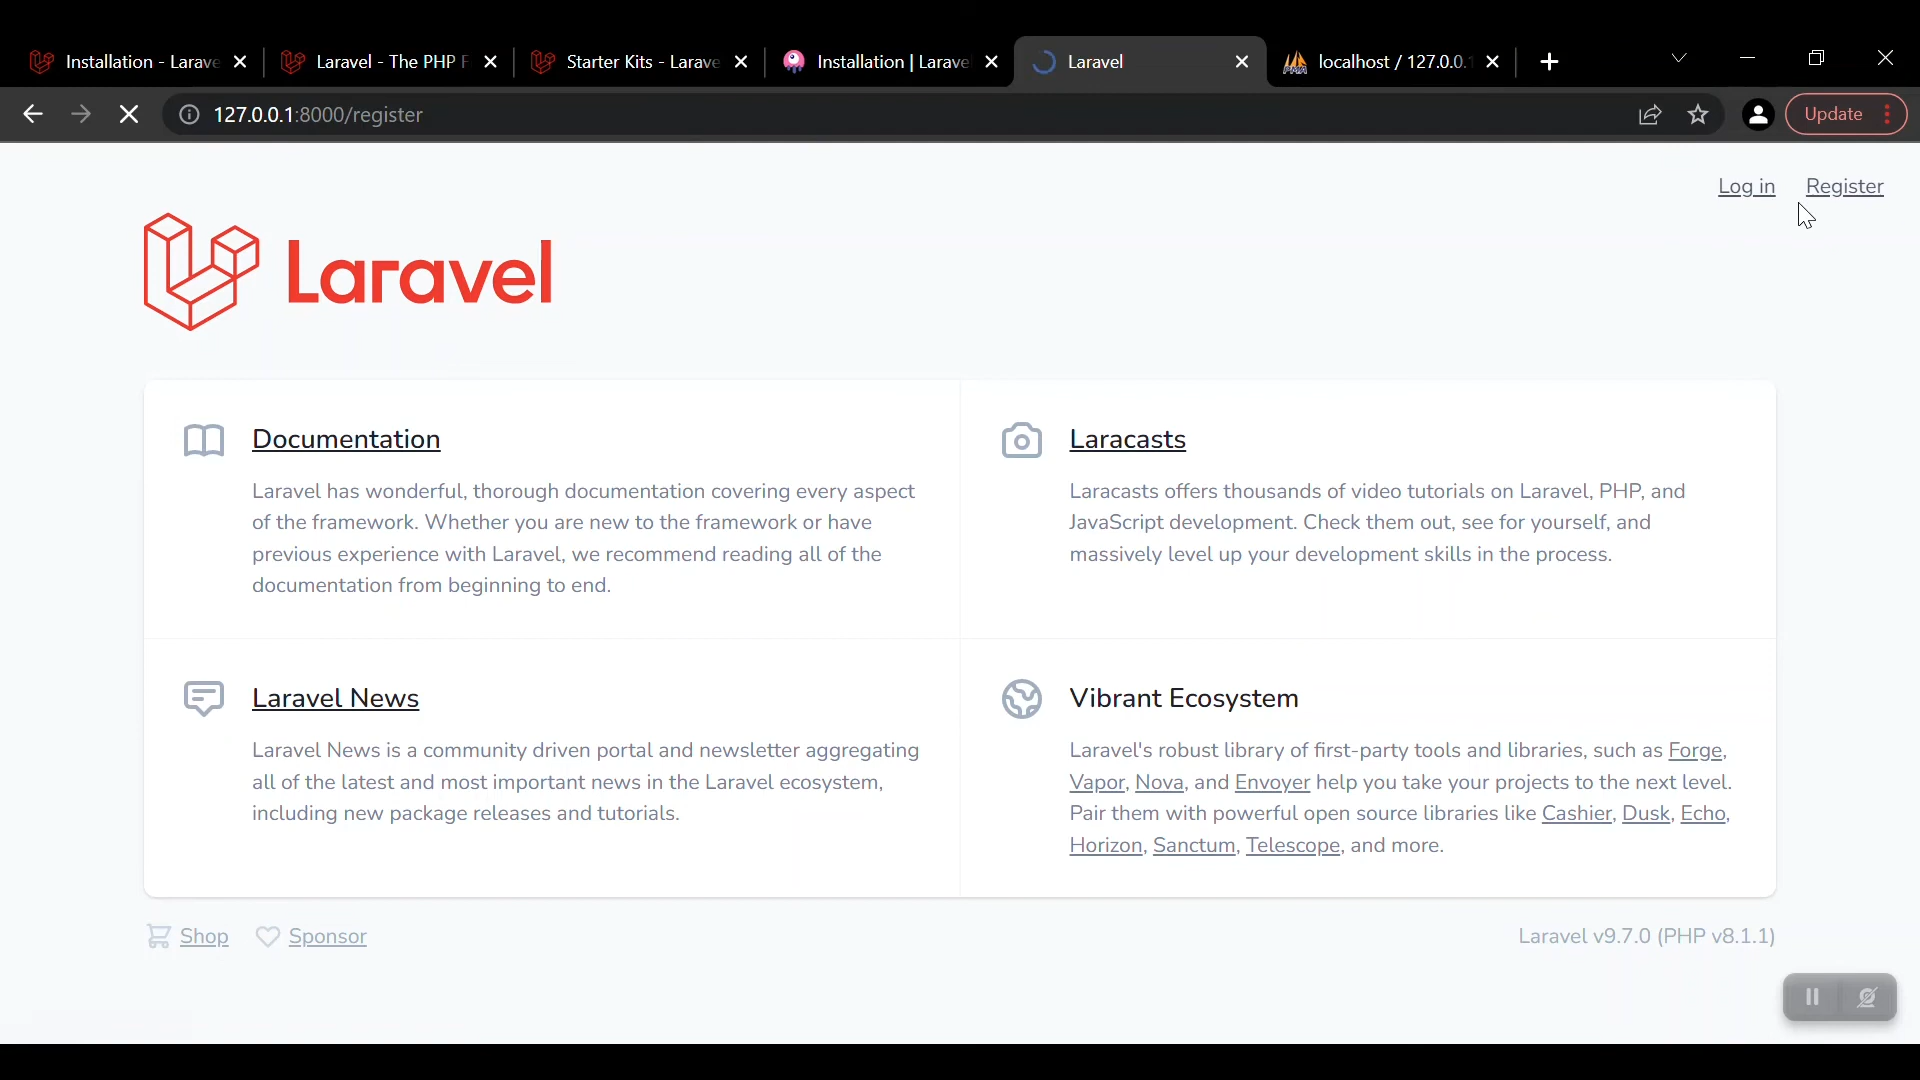 Installation - Larave
Laravel - The PHP F
Starter Kits - Larave
Installation | Laravel
Laravel
localhost / 127.0.0.1
127.0.0.1:8000/register
Update
Log in
Register
Laravel
Documentation
Laravel has wonderful, thorough documentation covering every aspect
of the framework. Whether you are new to the framework or have
previous experience with Laravel, we recommend reading all of the
documentation from beginning to end.
Laracasts
Laracasts offers thousands of video tutorials on Laravel, PHP, and
JavaScript development. Check them out, see for yourself, and
massively level up your development skills in the process.
Laravel News
Laravel News is a community driven portal and newsletter aggregating
all of the latest and most important news in the Laravel ecosystem,
including new package releases and tutorials.
Vibrant Ecosystem
Laravel's robust library of first-party tools and libraries, such as Forge,
Vapor, Nova, and Envoyer help you take your projects to the next level.
Pair them with powerful open source libraries like Cashier, Dusk, Echo,
Horizon, Sanctum, Telescope, and more.
Shop
Sponsor
Laravel v9.7.0 (PHP v8.1.1)